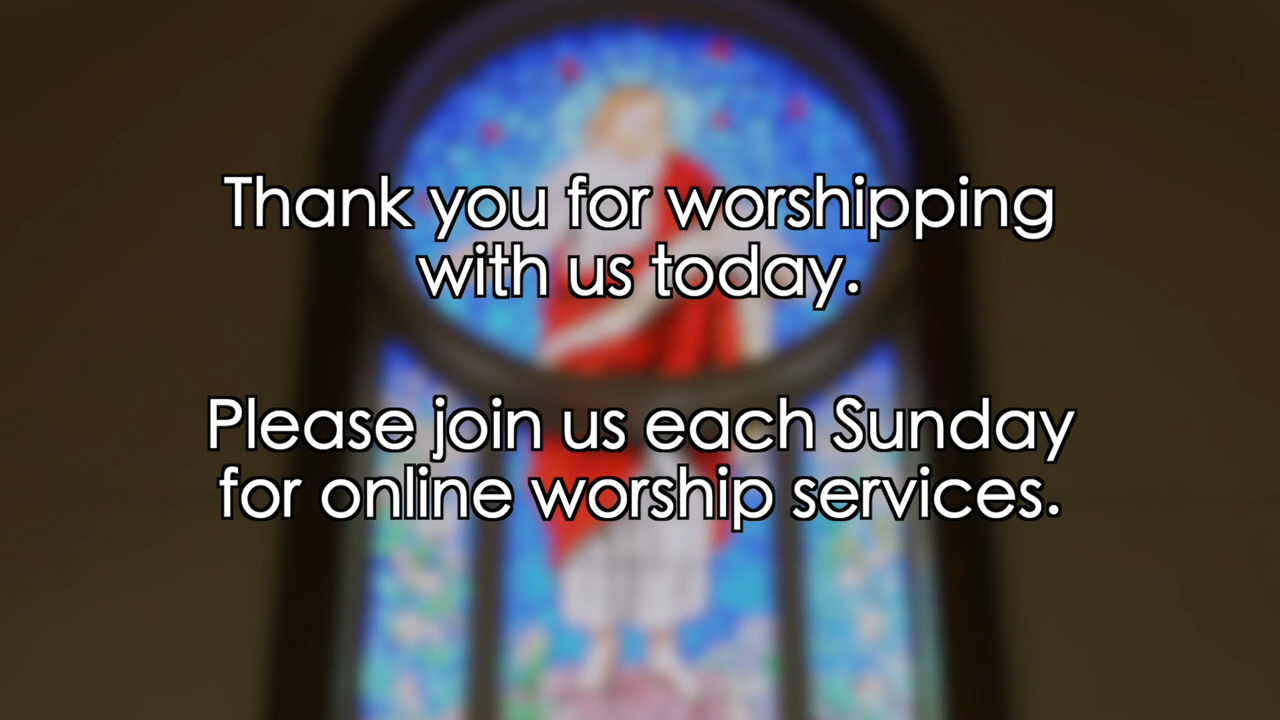 Thank you for worshipping
with us today.
Please join us each Sunday
for online worship services.